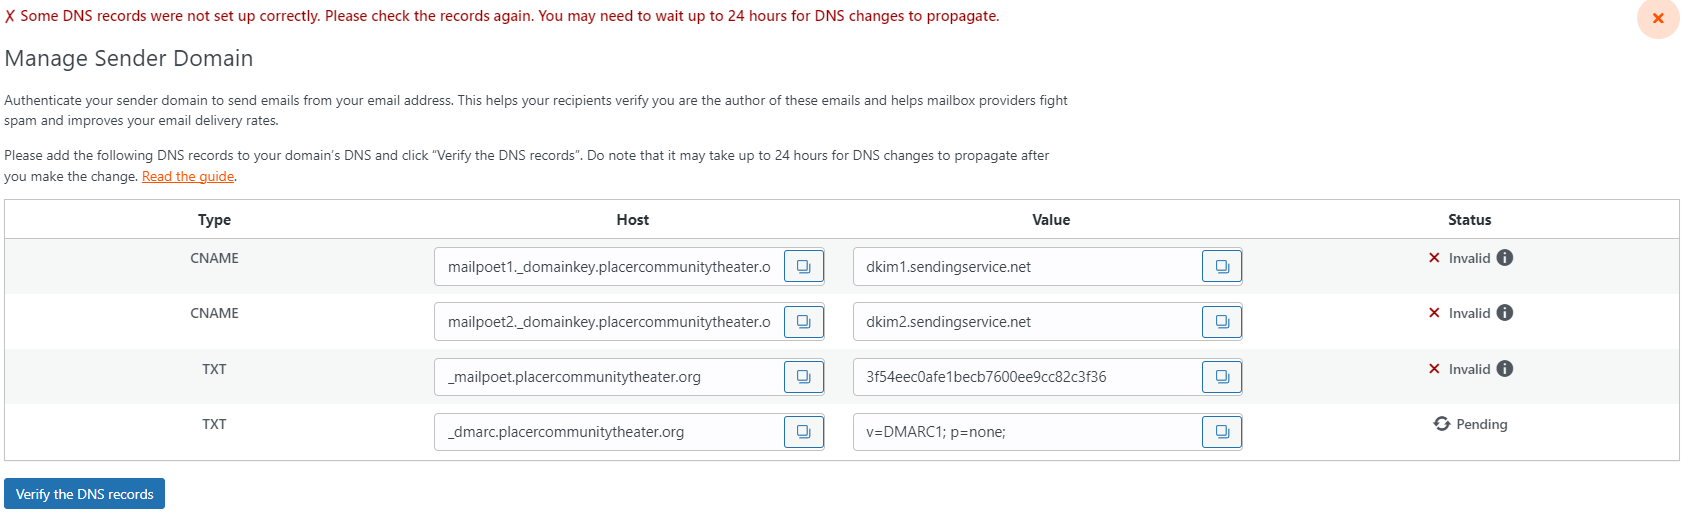 X Some DNS records were not set up correctly. Please check the records again. You may need to wait up to 24 hours for DNS changes to propagate.
Manage Sender Domain
Authenticate your sender domain to send emails from your email address. This helps your recipients verify you are the author of these emails and helps mailbox providers fight
spam and improves your email delivery rates.
Please add the following DNS records to your domain's DNS and click "Verify the DNS records". Do note that it may take up to 24 hours for DNS changes to propagate after
you make the change. Read the guide.
Type Host Value Status
CNAME mailpoet1._domainkey.placercommunitytheater.o dkim1.sendingservice.net Invalid
CNAME mailpoet2._domainkey.placercommunitytheater.o dkim2.sendingservice.net Invalid
TXT _mailpoet.placercommunitytheater.org 3f54eec0afe1becb7600ee9cc82c3f36 Invalid
TXT _dmarc.placercommunitytheater.org v=DMARC1; p=none; Pending
Verify the DNS records